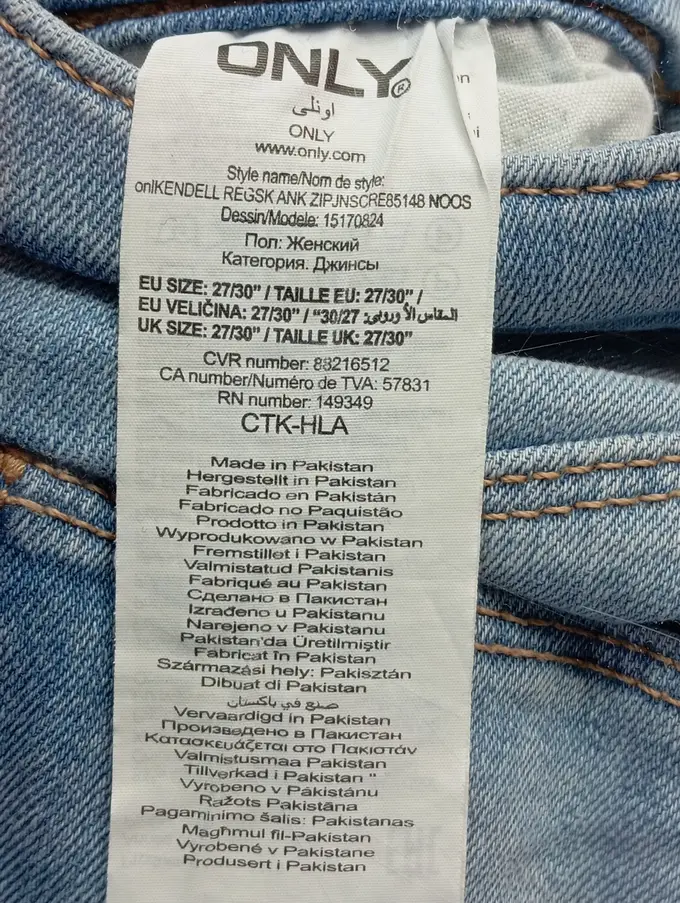 ONLY®
اونلى
ONLY
www.only.com
Style name/Nom de style:
onlKENDELL REGSK ANK ZIPJNSCRE85148 NOOS
Dessin/Modele: 15170824
Пол: Женский
Категория. Джинсы
EU SIZE: 27/30" / TAILLE EU: 27/30" /
EU VELIČINA: 27/30" / "30/27 :المقاس الأوروبي
UK SIZE: 27/30" / TAILLE UK: 27/30"
CVR number: 88216512
CA number/Numéro de TVA: 57831
RN number: 149349
CTK-HLA
Made in Pakistan
Hergestellt in Pakistan
Fabricado en Pakistán
Fabricado no Paquistão
Prodotto in Pakistan
Wyprodukowano w Pakistan
Fremstillet i Pakistan
Valmistatud Pakistanis
Fabriqué au Pakistan
Сделано в Пакистан
Izrađeno u Pakistanu
Narejeno v Pakistanu
Pakistan'da Üretilmiştir
Fabricat în Pakistan
Származási hely: Pakisztán
Dibuat di Pakistan
صنع في باكستان
Vervaardigd in Pakistan
Произведено в Пакистан
Κατασκευάζεται στο Πακιστάν
Valmistusmaa Pakistan
Tillverkad i Pakistan "
Vyrobeno v Pákistánu
Ražots Pakistāna
Pagaminimo šalis: Pakistanas
Magħmul fil-Pakistan
Vyrobené v Pakistane
Produsert i Pakistan